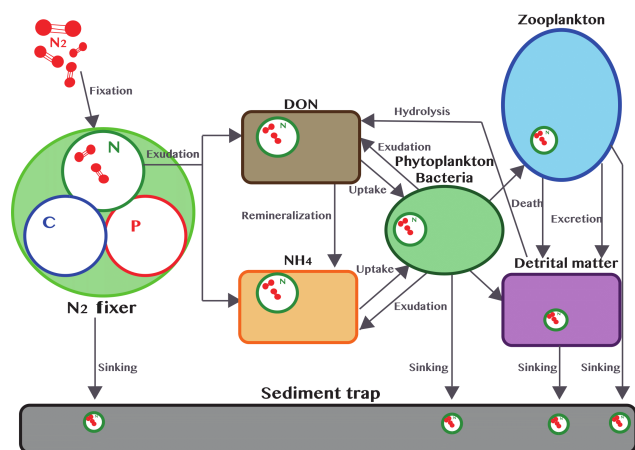 N2
Fixation
N
C
P
N2 fixer
Exudation
DON
N
Remineralization
NH4
N
Hydrolysis
Exudation
Uptake
Phytoplankton
Bacteria
N
Uptake
Exudation
Zooplankton
N
Death
Excretion
Detrital matter
N
Sinking
Sinking
Sinking
Sinking
Sediment trap
N
N
N
N